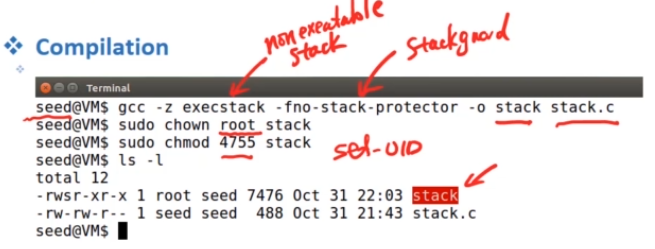 non exeatable
stack
Stackgnard
Compilation
Terminal
seed@VM$ gcc -z execstack -fno-stack-protector -o stack stack.c
seed@VM$ sudo chown root stack
seed@VM$ sudo chmod 4755 stack
set-UID
seed@VM$ ls -l
total 12
-rwsr-xr-x 1 root seed 7476 Oct 31 22:03 stack
-rw-rw-r-- 1 seed seed  488 Oct 31 21:43 stack.c
seed@VM$